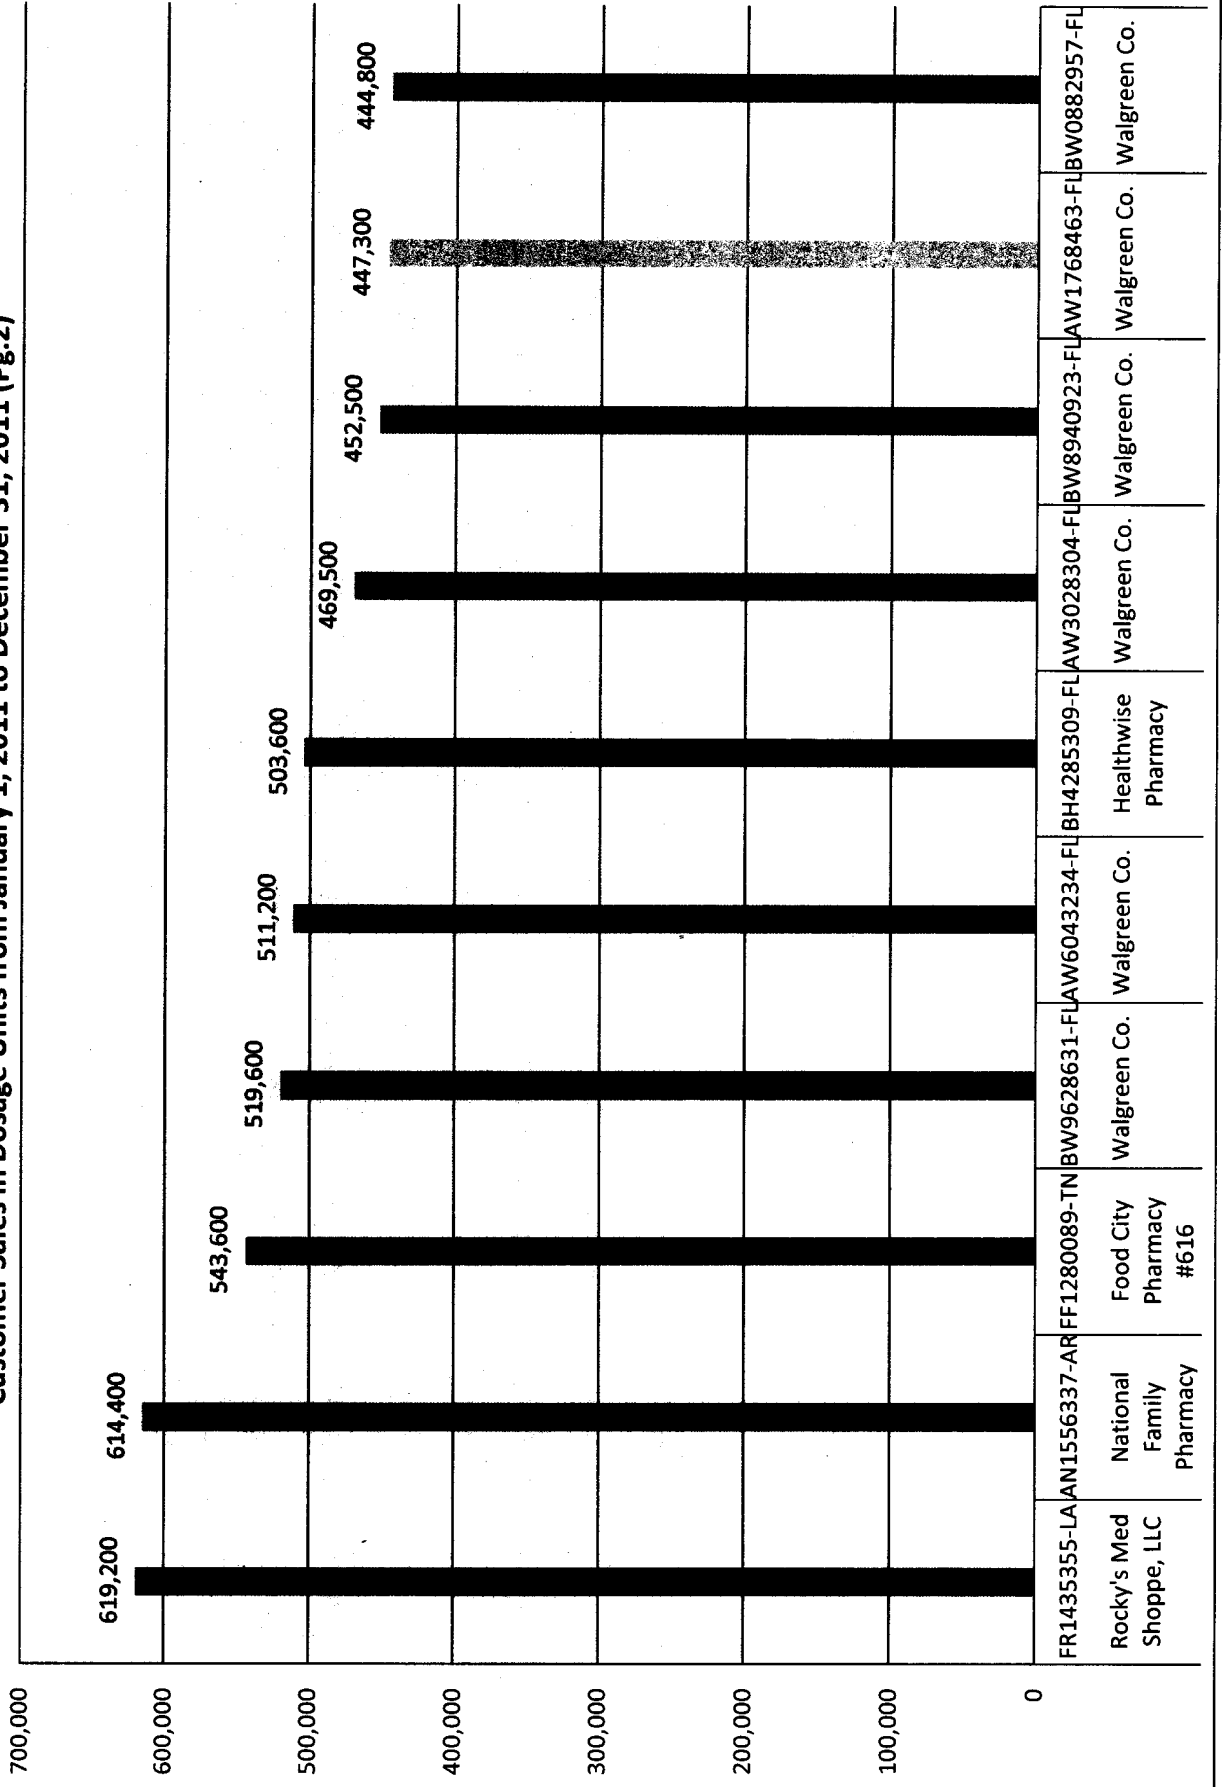 Customer Sales in Dosage Units from January 1, 2011 to December 31, 2011 (Pg.2)
700,000
600,000
500,000
400,000
300,000
200,000
100,000
0
619,200
614,400
543,600
519,600
511,200
503,600
469,500
452,500
447,300
444,800
FR1435355-LA
Rocky's Med
Shoppe, LLC
AN1556337-AR
National
Family
Pharmacy
FF1280089-TN
Food City
Pharmacy
#616
BW9628631-FL
Walgreen Co.
AW6043234-FL
Walgreen Co.
BH4285309-FL
Healthwise
Pharmacy
AW3028304-FL
Walgreen Co.
BW8940923-FL
Walgreen Co.
AW1768463-FL
Walgreen Co.
BW0882957-FL
Walgreen Co.